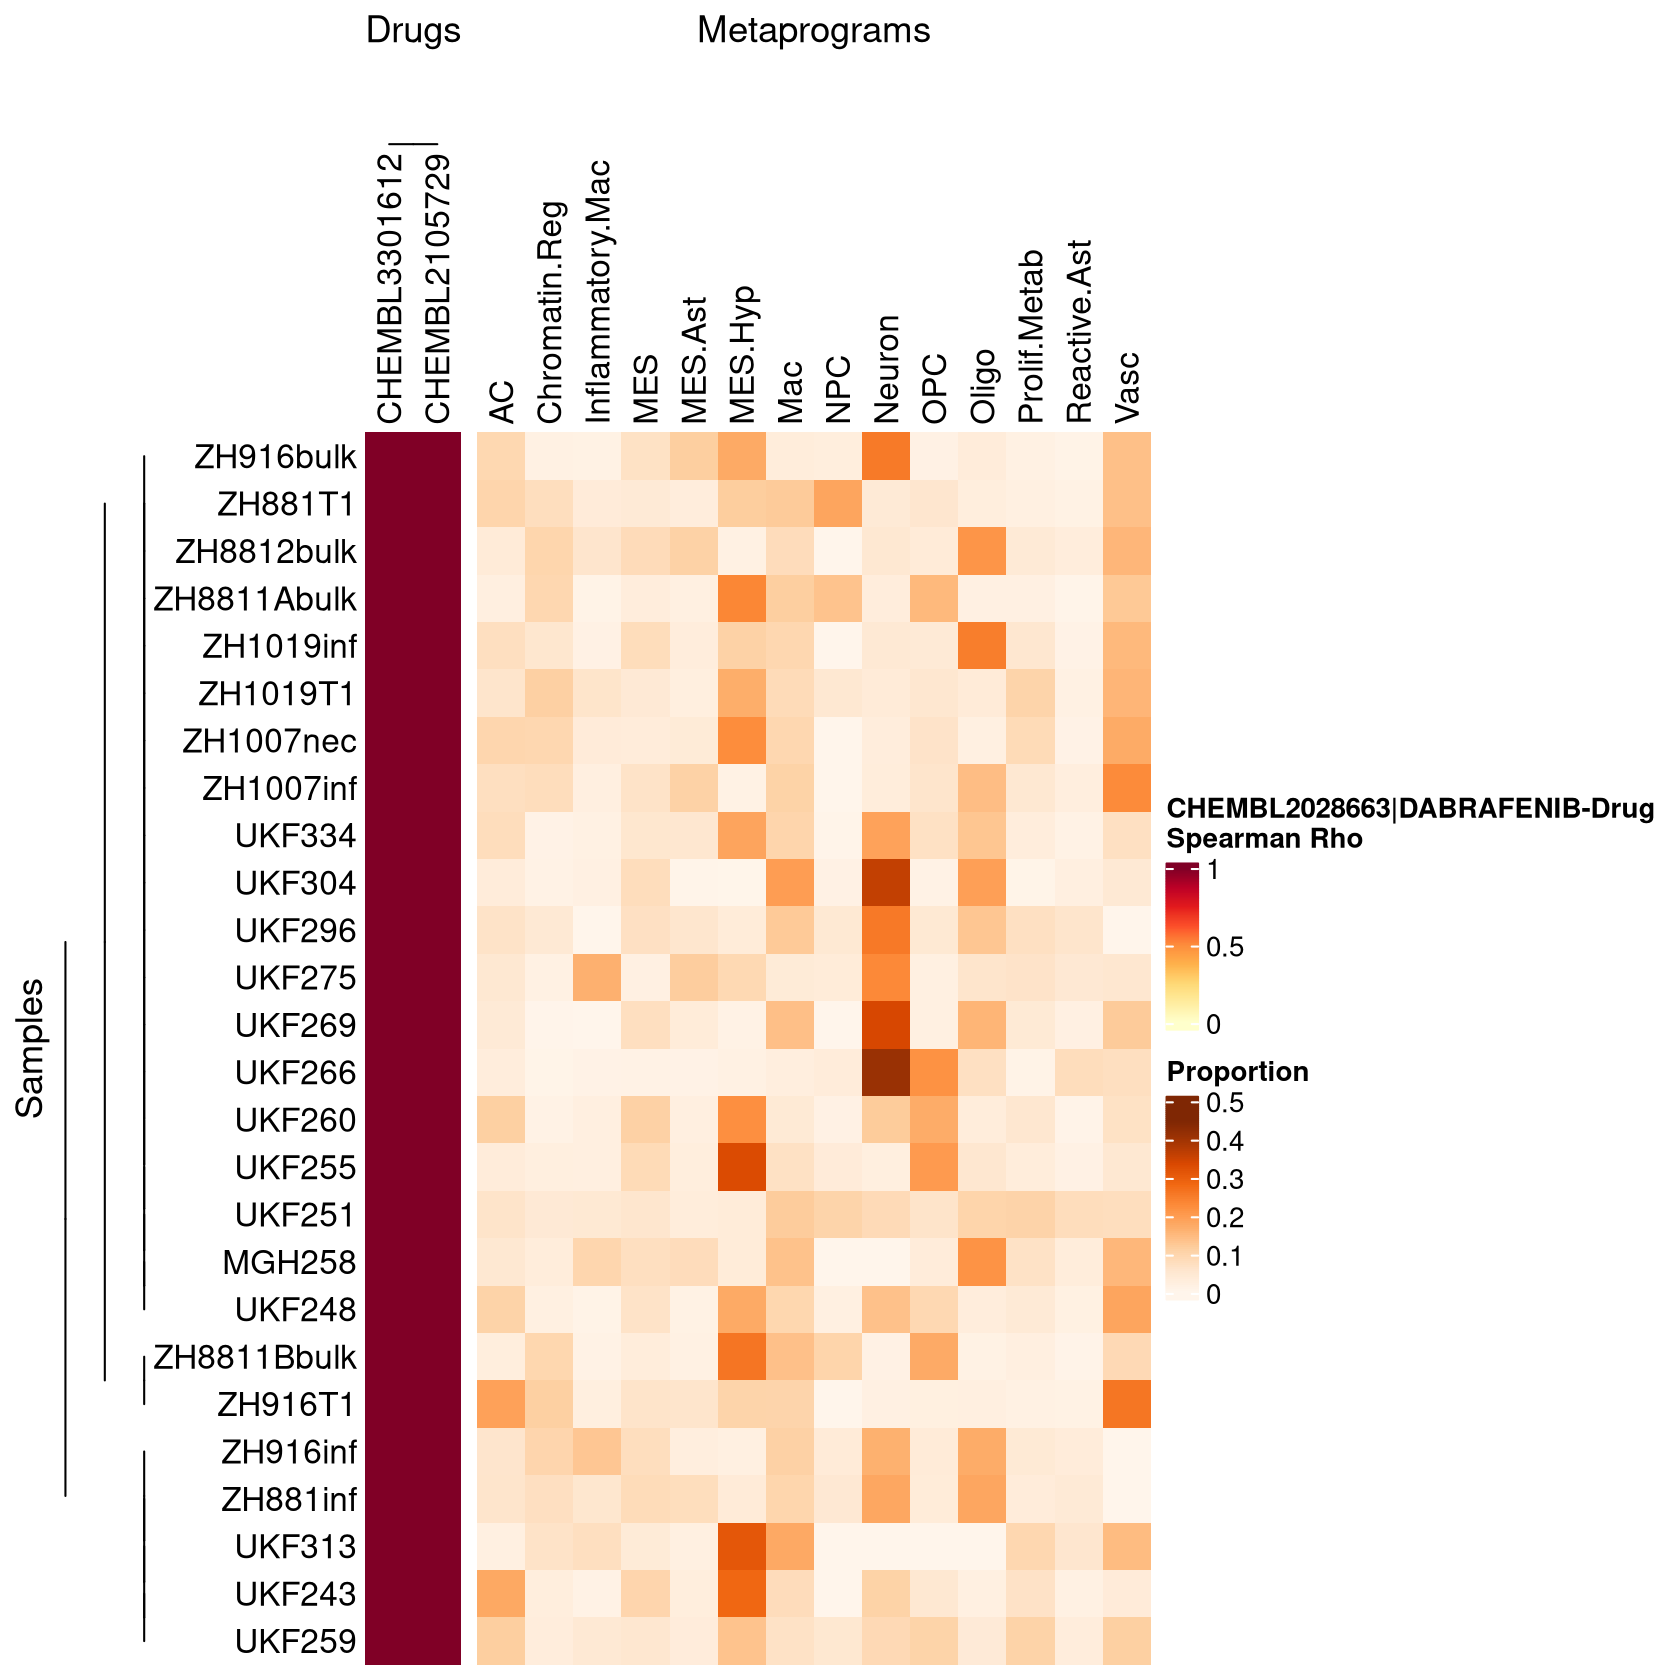 Drugs
Metaprograms
CHEMBL3301612
CHEMBL2105729
AC
Chromatin.Reg
Inflammatory.Mac
MES
MES.Ast
MES.Hyp
Mac
NPC
Neuron
OPC
Oligo
Prolif.Metab
Reactive.Ast
Vasc
Samples
ZH916bulk
ZH881T1
ZH8812bulk
ZH8811Abulk
ZH1019inf
ZH1019T1
ZH1007nec
ZH1007inf
UKF334
UKF304
UKF296
UKF275
UKF269
UKF266
UKF260
UKF255
UKF251
MGH258
UKF248
ZH8811Bbulk
ZH916T1
ZH916inf
ZH881inf
UKF313
UKF243
UKF259
CHEMBL2028663|DABRAFENIB-Drug
Spearman Rho
1
0.5
0
Proportion
0.5
0.4
0.3
0.2
0.1
0